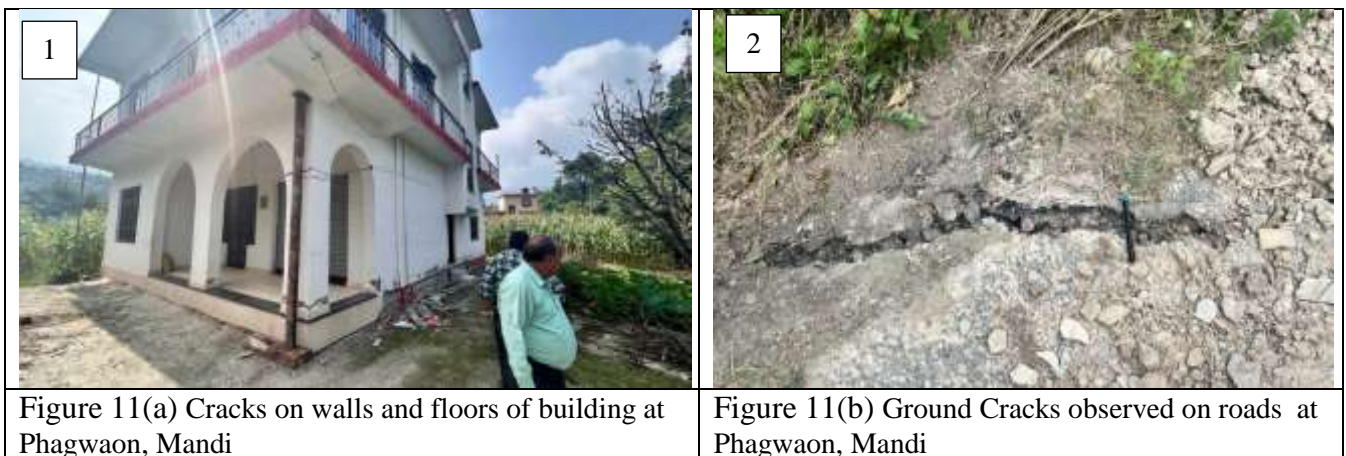 1
2
Figure 11(a) Cracks on walls and floors of building at
Phagwaon, Mandi
Figure 11(b) Ground Cracks observed on roads  at
Phagwaon, Mandi